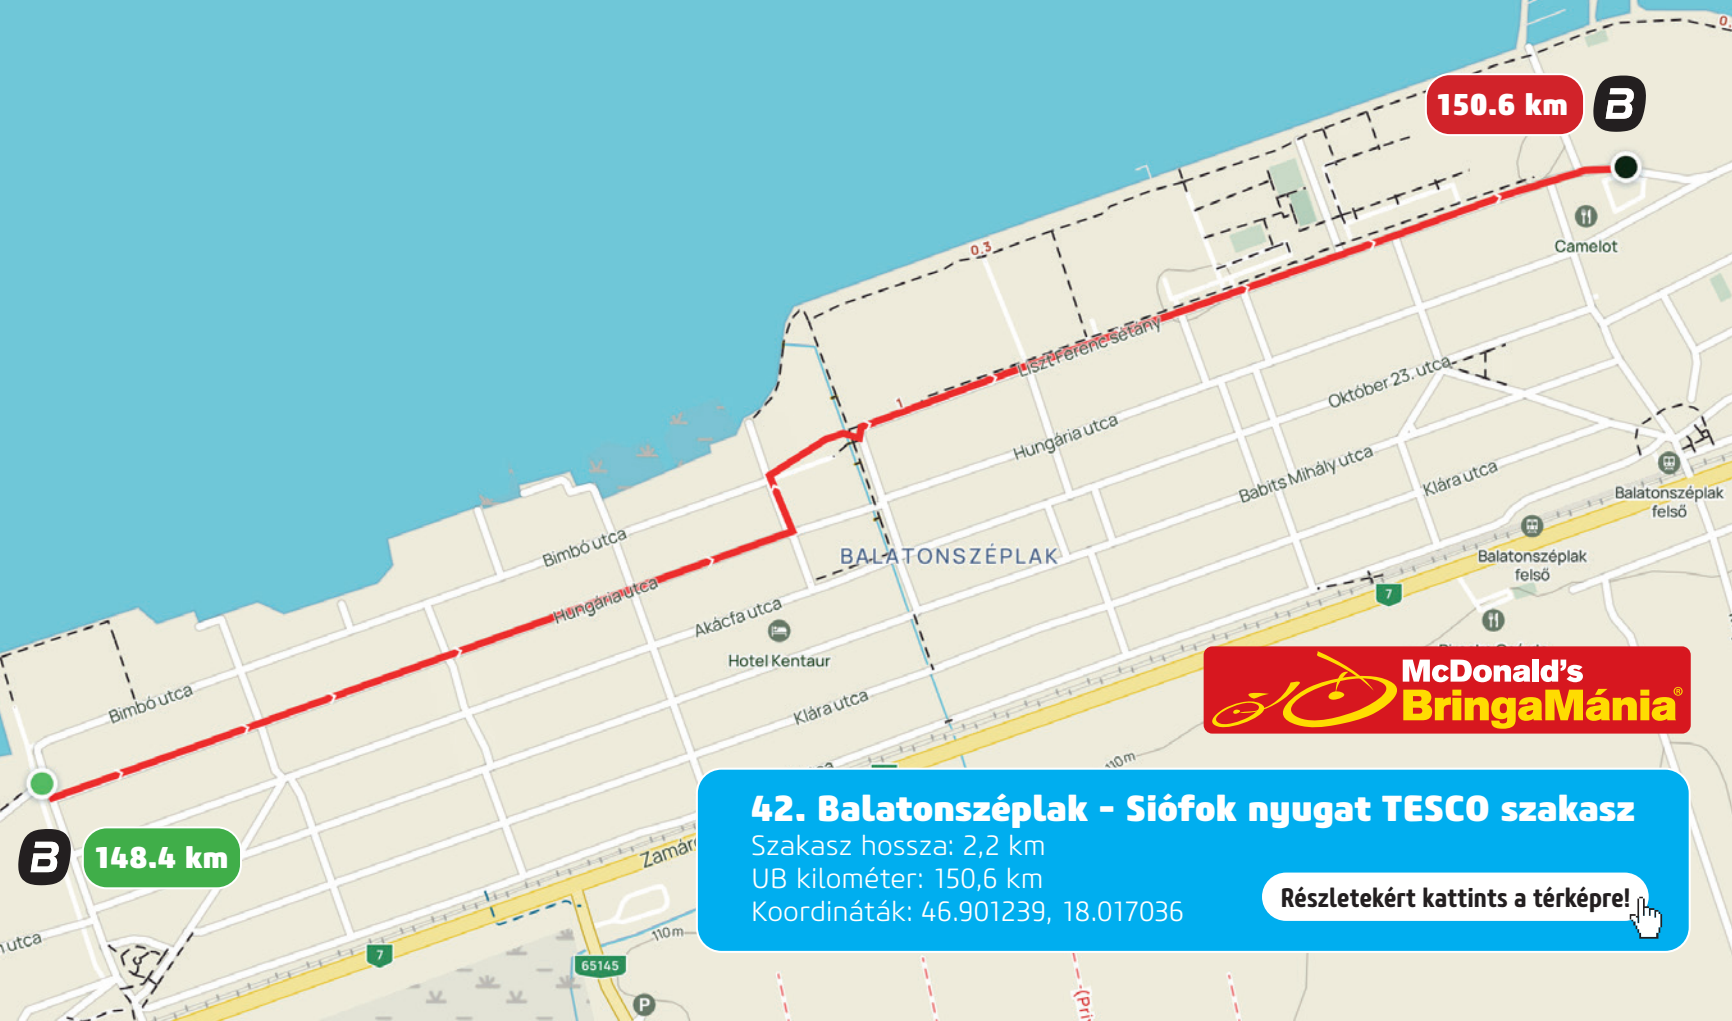 0.3
150.6 km B
Camelot
Liszt Ferenc sétány
1
Október 23. utca
Hungária utca
Babits Mihály utca
Klára utca
Balatonszéplak
felső
Balatonszéplak
felső
BALATONSZÉPLAK
Bimbó utca
Hungária utca
Akácfa utca
Hotel Kentaur
7
Klára utca
Bimbó utca
McDonald's
BringaMánia®
110m
B 148.4 km
42. Balatonszéplak - Siófok nyugat TESCO szakasz
Szakasz hossza: 2,2 km
UB kilométer: 150,6 km
Koordináták: 46.901239, 18.017036
Részletekért kattints a térképre!
110m
7
65145
P